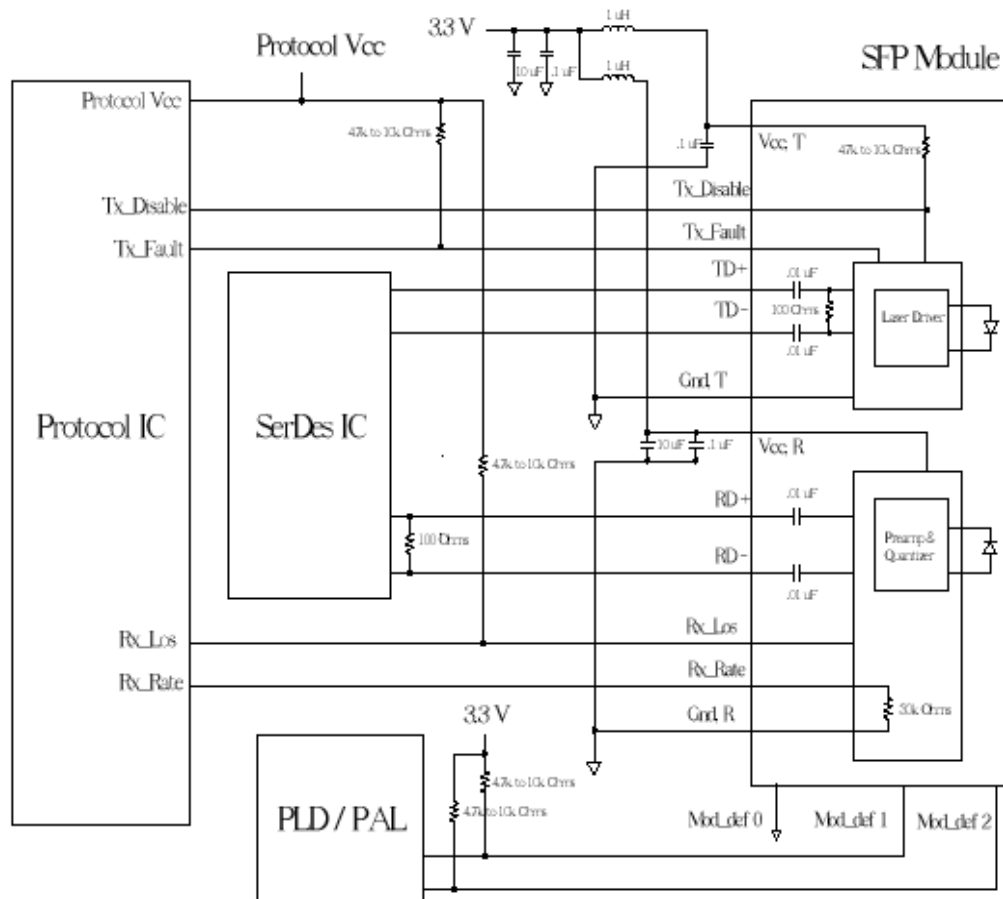 1 uH
3.3 V
Protocol Vcc
10 uF
.1 uF
1 uH
SFP Module
Protocol Vcc
4.7k to 10k Ohms
.1 uF
Vcc, T
4.7k to 10k Ohms
Tx_Disable
Tx_Disable
Tx_Fault
Tx_Fault
TD+
.01 uF
TD-
100 Ohms
Laser Driver
.01 uF
Gnd, T
Protocol IC
SerDes IC
10 uF
.1 uF
Vcc, R
4.7k to 10k Ohms
.01 uF
RD+
100 Ohms
Preamp &
Quantizer
RD-
.01 uF
Rx_Los
Rx_Los
Rx_Rate
Rx_Rate
3.3 V
Gnd, R
30k Ohms
4.7k to 10k Ohms
4.7k to 10k Ohms
PLD / PAL
Mod_def 0
Mod_def 1
Mod_def 2